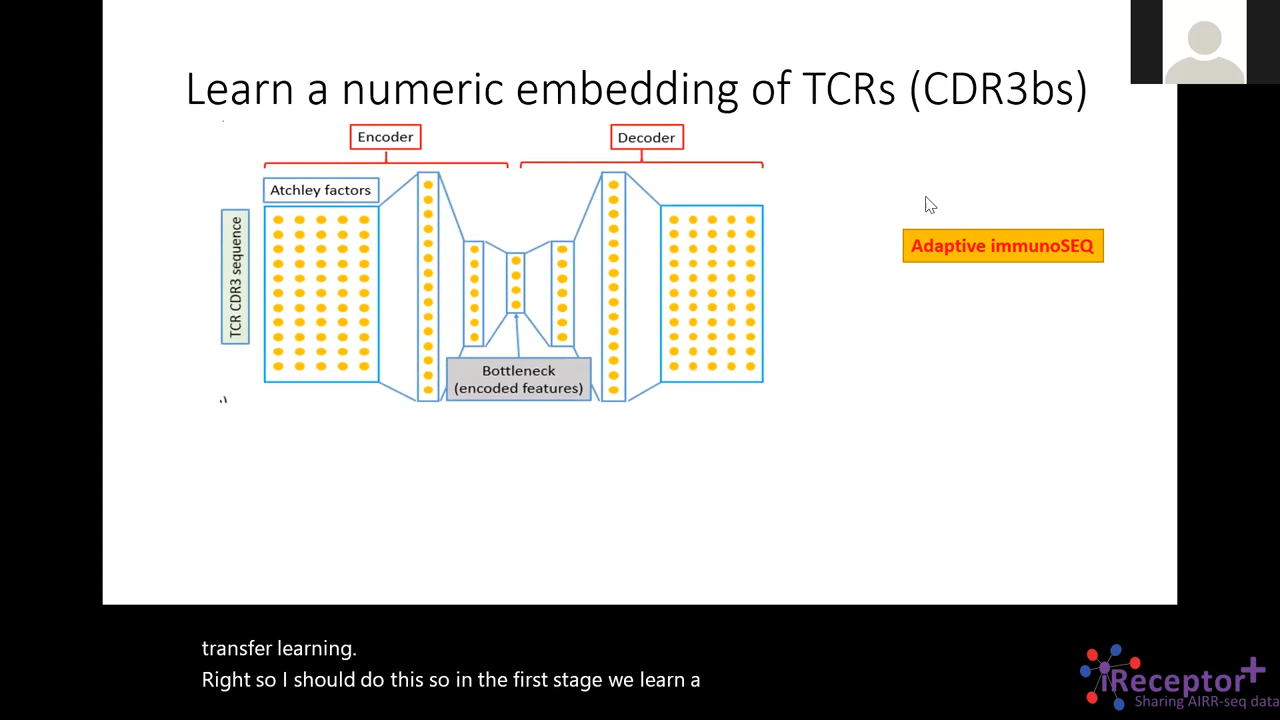 Learn a numeric embedding of TCRs (CDR3bs)
Encoder
Decoder
Atchley factors
TCR CDR3 sequence
Adaptive immunoSEQ
Bottleneck
(encoded features)
transfer learning.
Right so I should do this so in the first stage we learn a
iReceptor+
Sharing AIRR-seq data